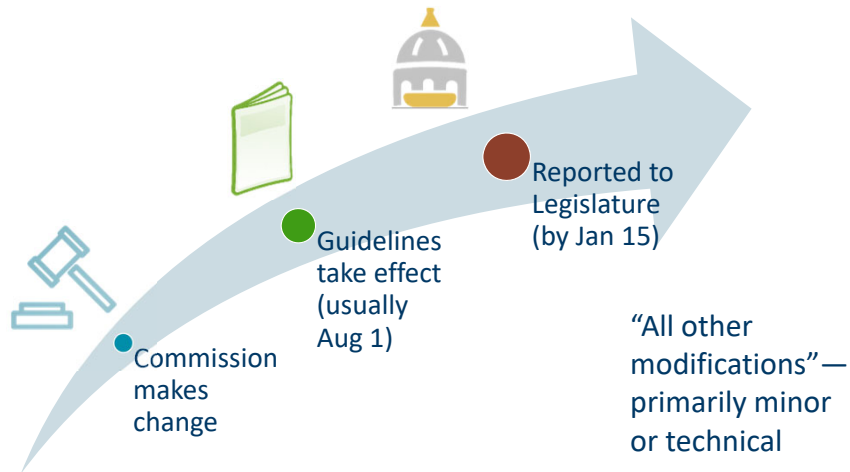 Commission
makes
change
Guidelines
take effect
(usually
Aug 1)
Reported to
Legislature
(by Jan 15)
“All other
modifications”—
primarily minor
or technical